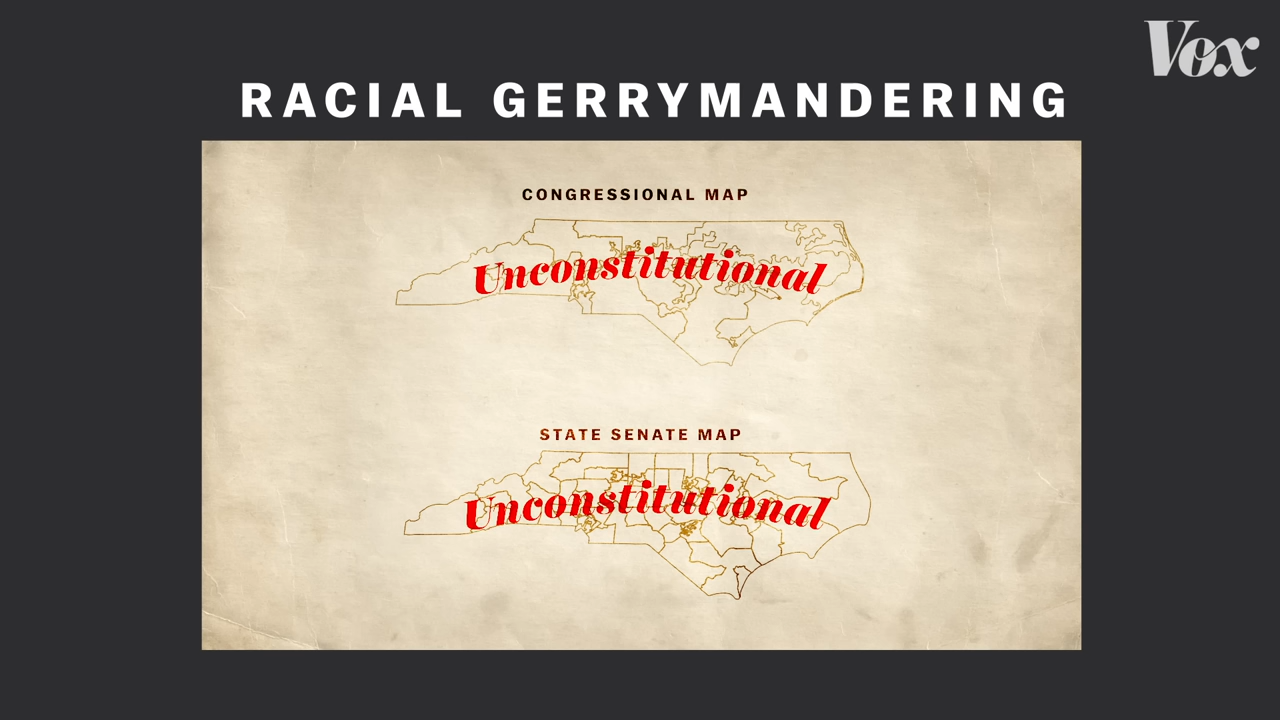 Vox
RACIAL GERRYMANDERING
CONGRESSIONAL MAP
Unconstitutional
STATE SENATE MAP
Unconstitutional